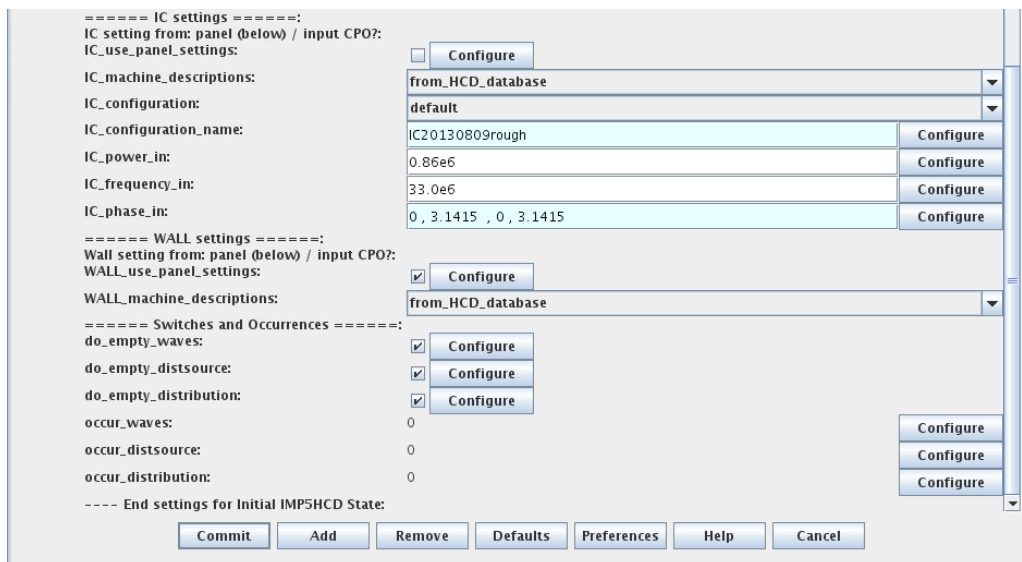 ====== IC settings ======:
IC setting from: panel (below) / input CPO?:
IC_use_panel_settings: Configure
IC_machine_descriptions: from_HCD_database
IC_configuration: default
IC_configuration_name: IC20130809rough Configure
IC_power_in: 0.86e6 Configure
IC_frequency_in: 33.0e6 Configure
IC_phase_in: 0 , 3.1415 , 0 , 3.1415 Configure
====== WALL settings ======:
Wall setting from: panel (below) / input CPO?:
WALL_use_panel_settings: Configure
WALL_machine_descriptions: from_HCD_database
====== Switches and Occurrences ======:
do_empty_waves: Configure
do_empty_distsource: Configure
do_empty_distribution: Configure
occur_waves: 0 Configure
occur_distsource: 0 Configure
occur_distribution: 0 Configure
---- End settings for Initial IMP5HCD State:
Commit Add Remove Defaults Preferences Help Cancel